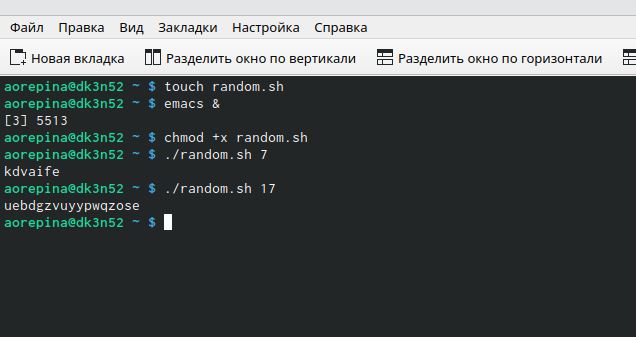 Файл Правка Вид Закладки Настройка Справка
Новая вкладка Разделить окно по вертикали Разделить окно по горизонтали
aorepina@dk3n52 ~ $ touch random.sh
aorepina@dk3n52 ~ $ emacs &
[3] 5513
aorepina@dk3n52 ~ $ chmod +x random.sh
aorepina@dk3n52 ~ $ ./random.sh 7
kdvaife
aorepina@dk3n52 ~ $ ./random.sh 17
uebdgzvuyypwqzose
aorepina@dk3n52 ~ $